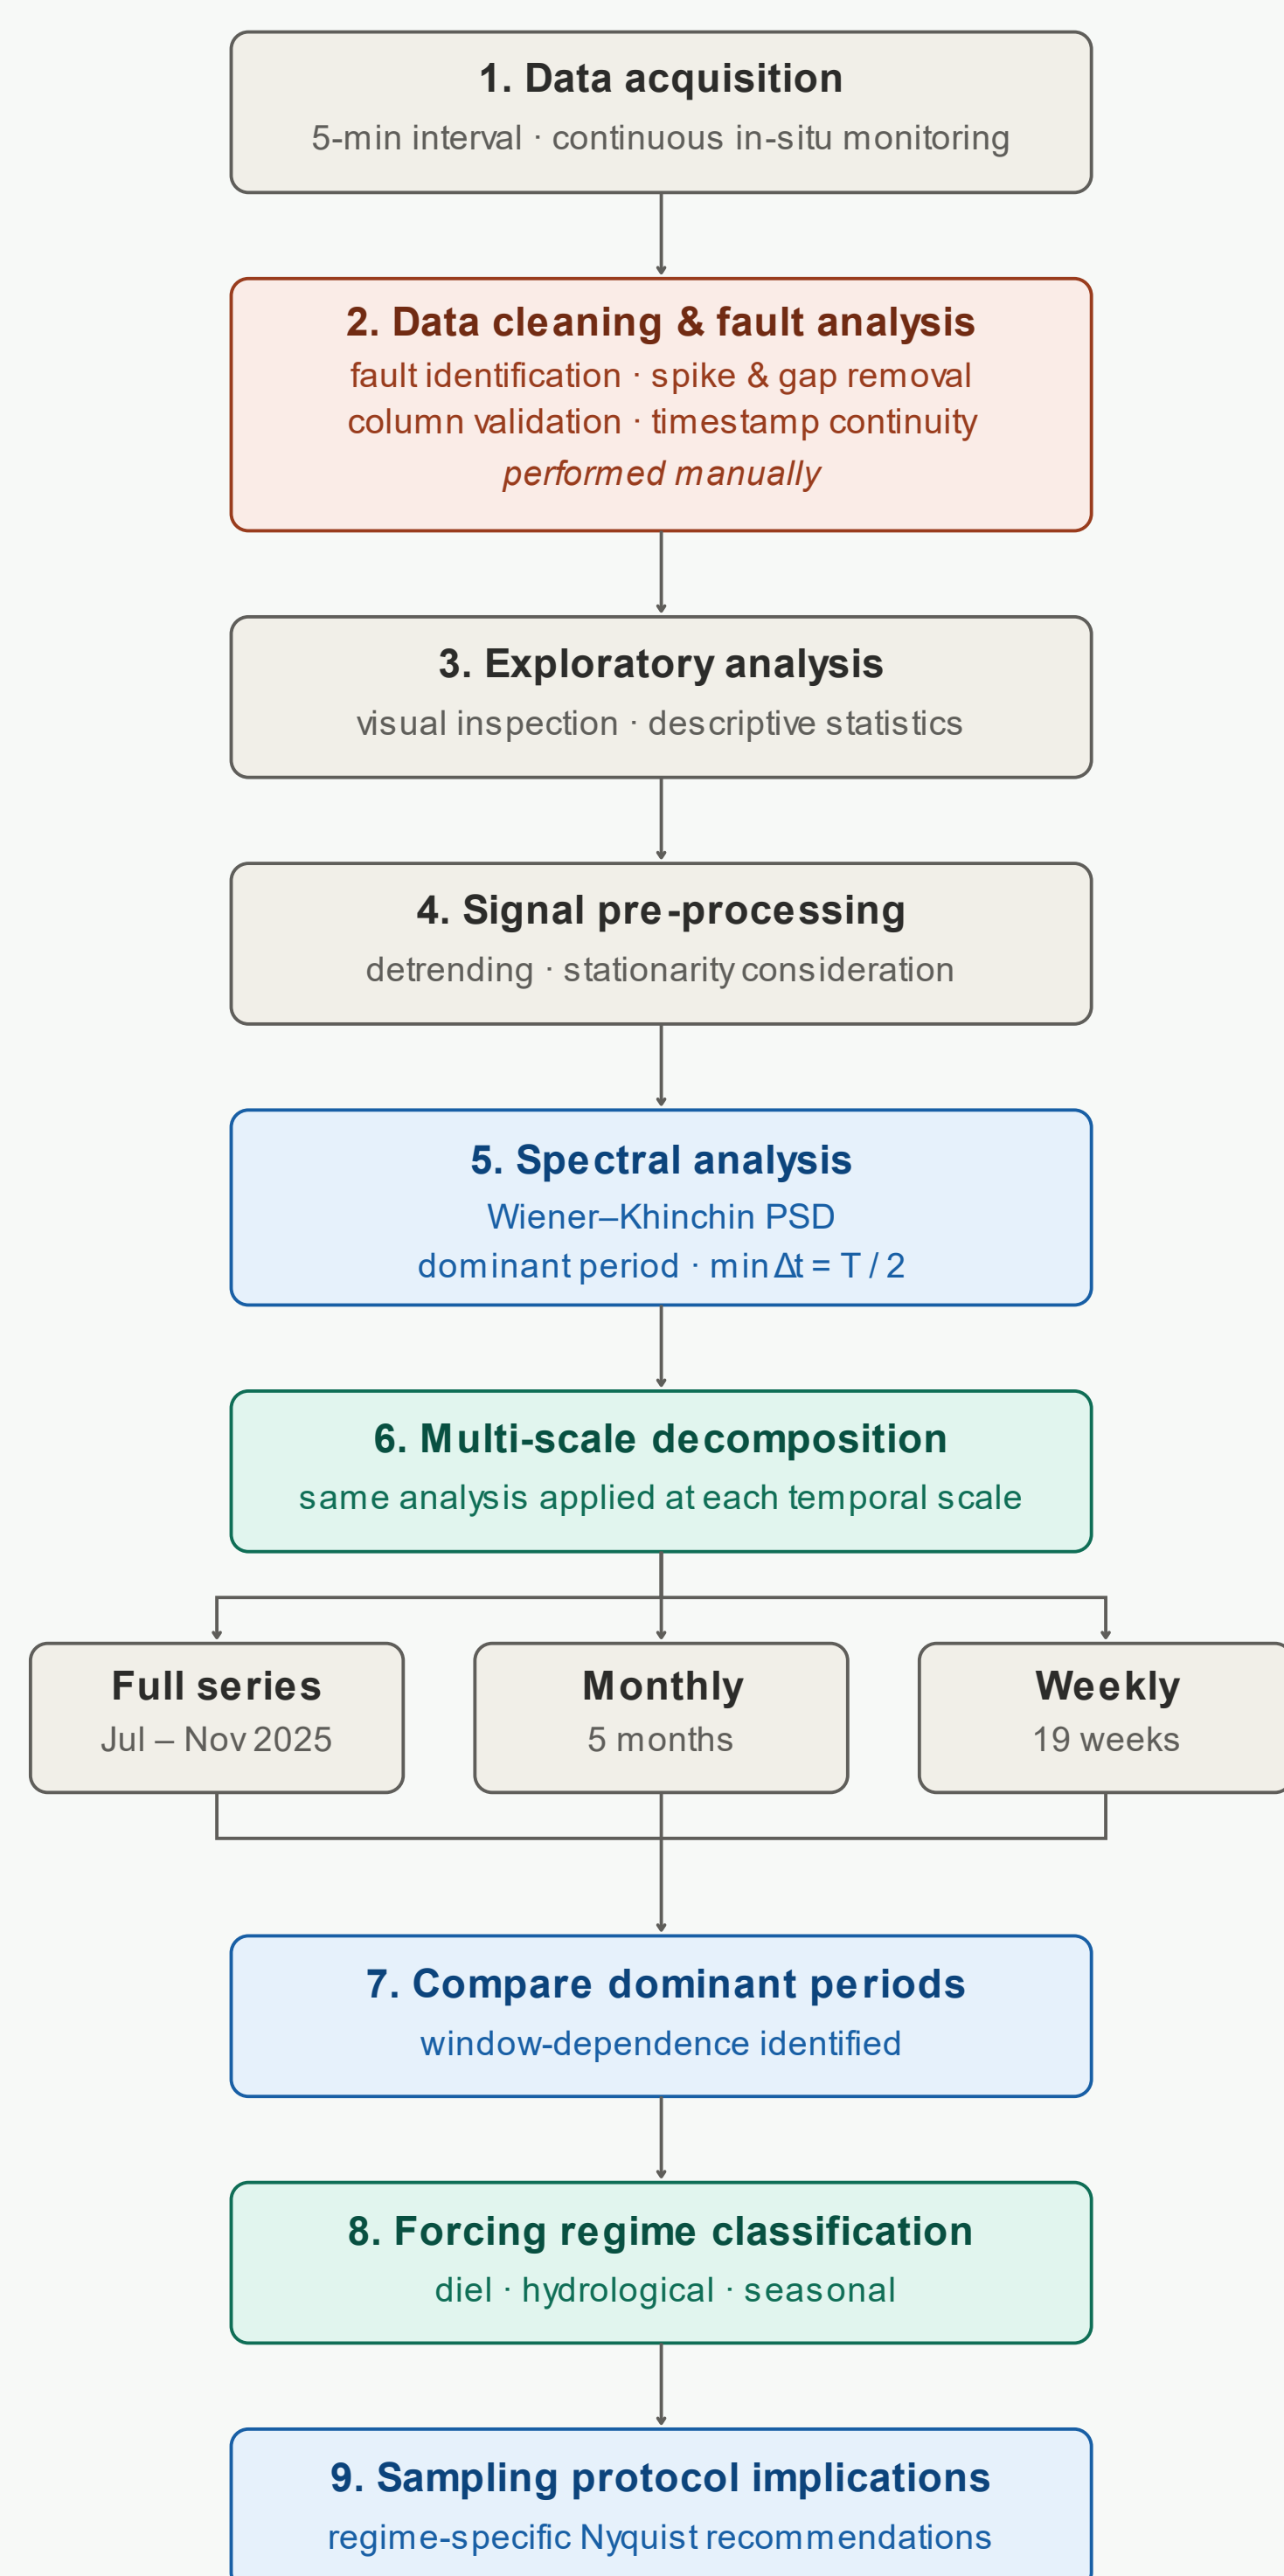 1. Data acquisition
5-min interval · continuous in-situ monitoring
2. Data cleaning & fault analysis
fault identification · spike & gap removal
column validation · timestamp continuity
performed manually
3. Exploratory analysis
visual inspection · descriptive statistics
4. Signal pre-processing
detrending · stationarity consideration
5. Spectral analysis
Wiener–Khinchin PSD
dominant period · min Δt = T / 2
6. Multi-scale decomposition
same analysis applied at each temporal scale
Full series
Jul – Nov 2025
Monthly
5 months
Weekly
19 weeks
7. Compare dominant periods
window-dependence identified
8. Forcing regime classification
diel · hydrological · seasonal
9. Sampling protocol implications
regime-specific Nyquist recommendations